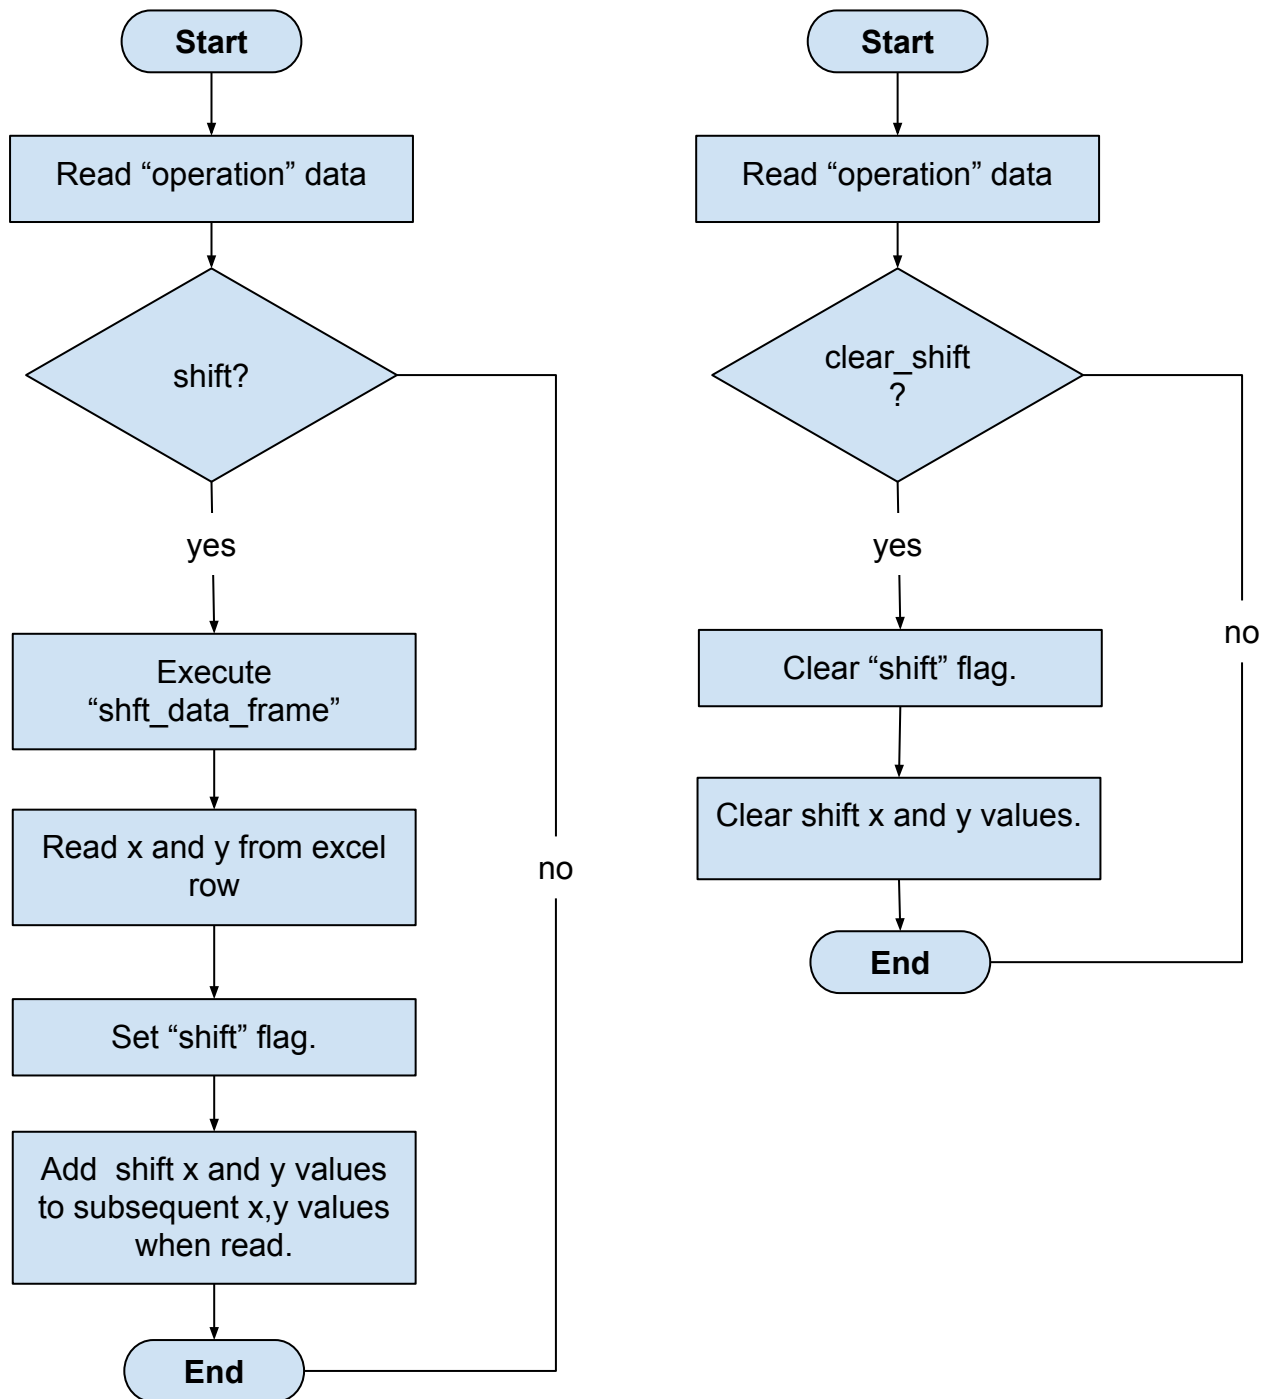 Start
Read “operation” data
shift?
yes
no
Execute
“shft_data_frame”
Read x and y from excel
row
Set “shift” flag.
Add  shift x and y values
to subsequent x,y values
when read.
End
Start
Read “operation” data
clear_shift
?
yes
no
Clear “shift” flag.
Clear shift x and y values.
End